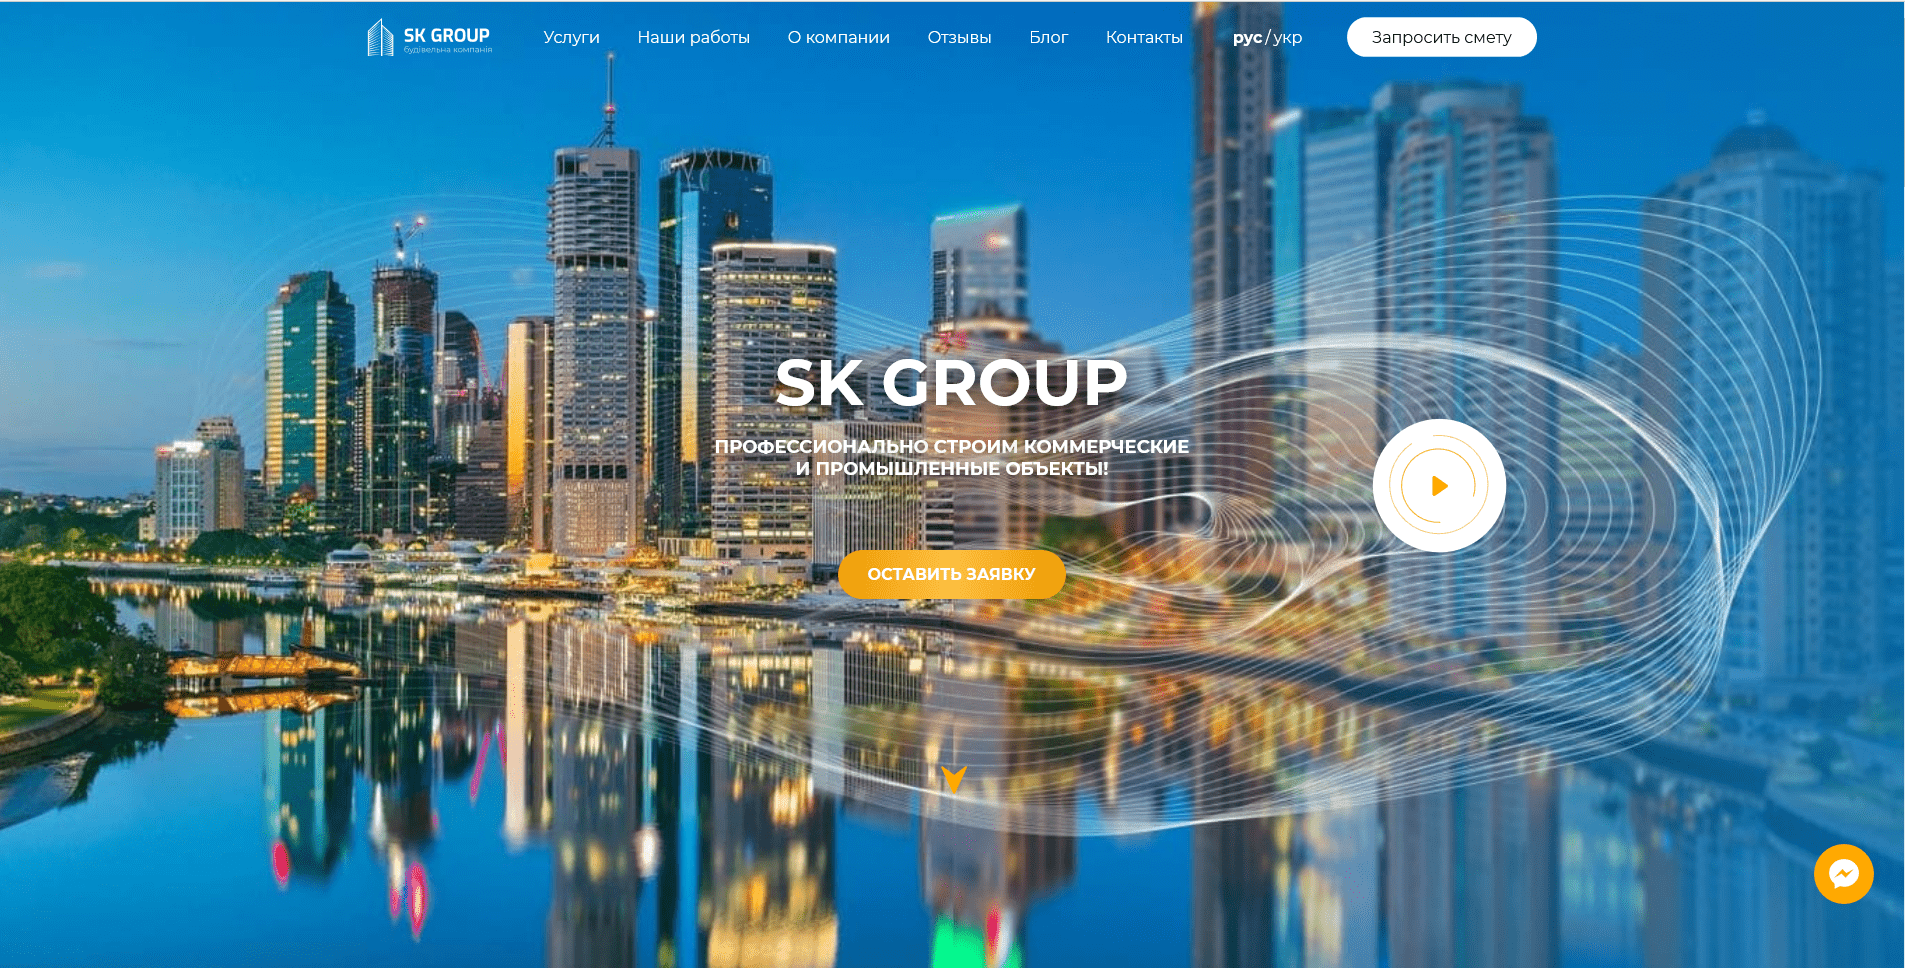 SK GROUP
будівельна компанія
Услуги
Наши работы
О компании
Отзывы
Блог
Контакты
рус / укр
Запросить смету
SK GROUP
ПРОФЕССИОНАЛЬНО СТРОИМ КОММЕРЧЕСКИЕ
И ПРОМЫШЛЕННЫЕ ОБЪЕКТЫ!
ОСТАВИТЬ ЗАЯВКУ